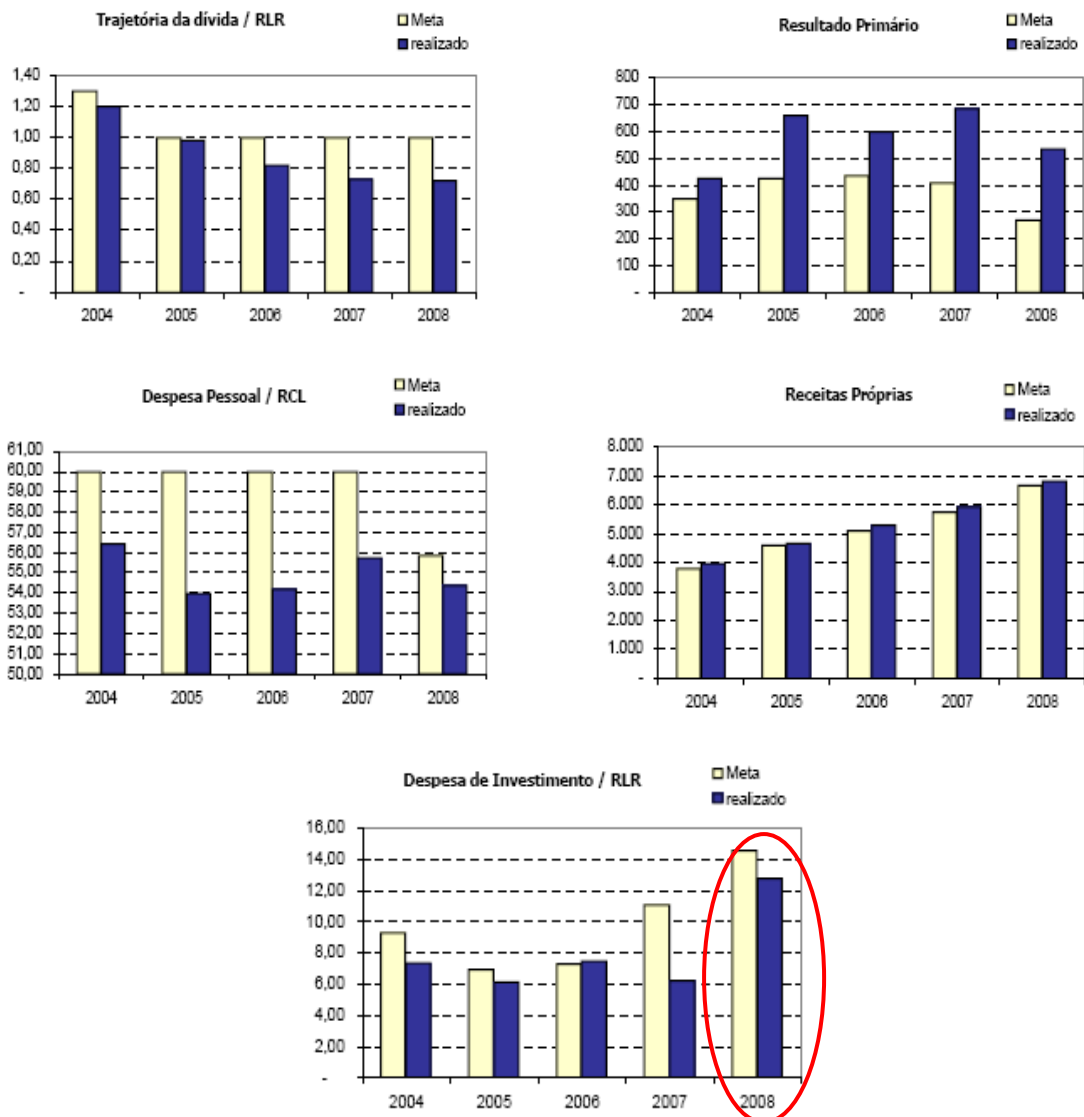 Trajetória da dívida / RLR
Meta
realizado
1,40
1,20
1,00
0,80
0,60
0,40
0,20
-
2004 2005 2006 2007 2008
Resultado Primário
Meta
realizado
800
700
600
500
400
300
200
100
-
2004 2005 2006 2007 2008
Despesa Pessoal / RCL
Meta
realizado
61,00
60,00
59,00
58,00
57,00
56,00
55,00
54,00
53,00
52,00
51,00
50,00
2004 2005 2006 2007 2008
Receitas Próprias
Meta
realizado
8.000
7.000
6.000
5.000
4.000
3.000
2.000
1.000
-
2004 2005 2006 2007 2008
Despesa de Investimento / RLR
Meta
realizado
16,00
14,00
12,00
10,00
8,00
6,00
4,00
2,00
-
2004 2005 2006 2007 2008